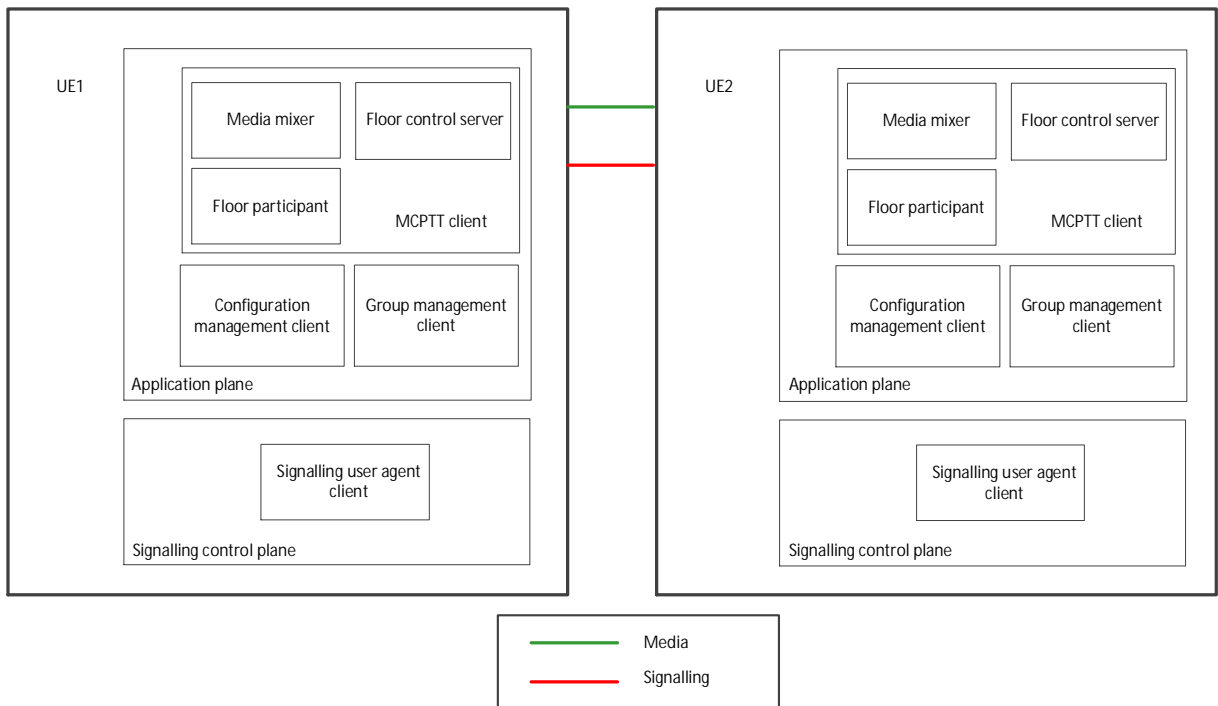 UE1
Media mixer
Floor control server
Floor participant
MCPTT client
Configuration
management client
Group management
client
Application plane
Signalling user agent
client
Signalling control plane
UE2
Media mixer
Floor control server
Floor participant
MCPTT client
Configuration
management client
Group management
client
Application plane
Signalling user agent
client
Signalling control plane
Media
Signalling